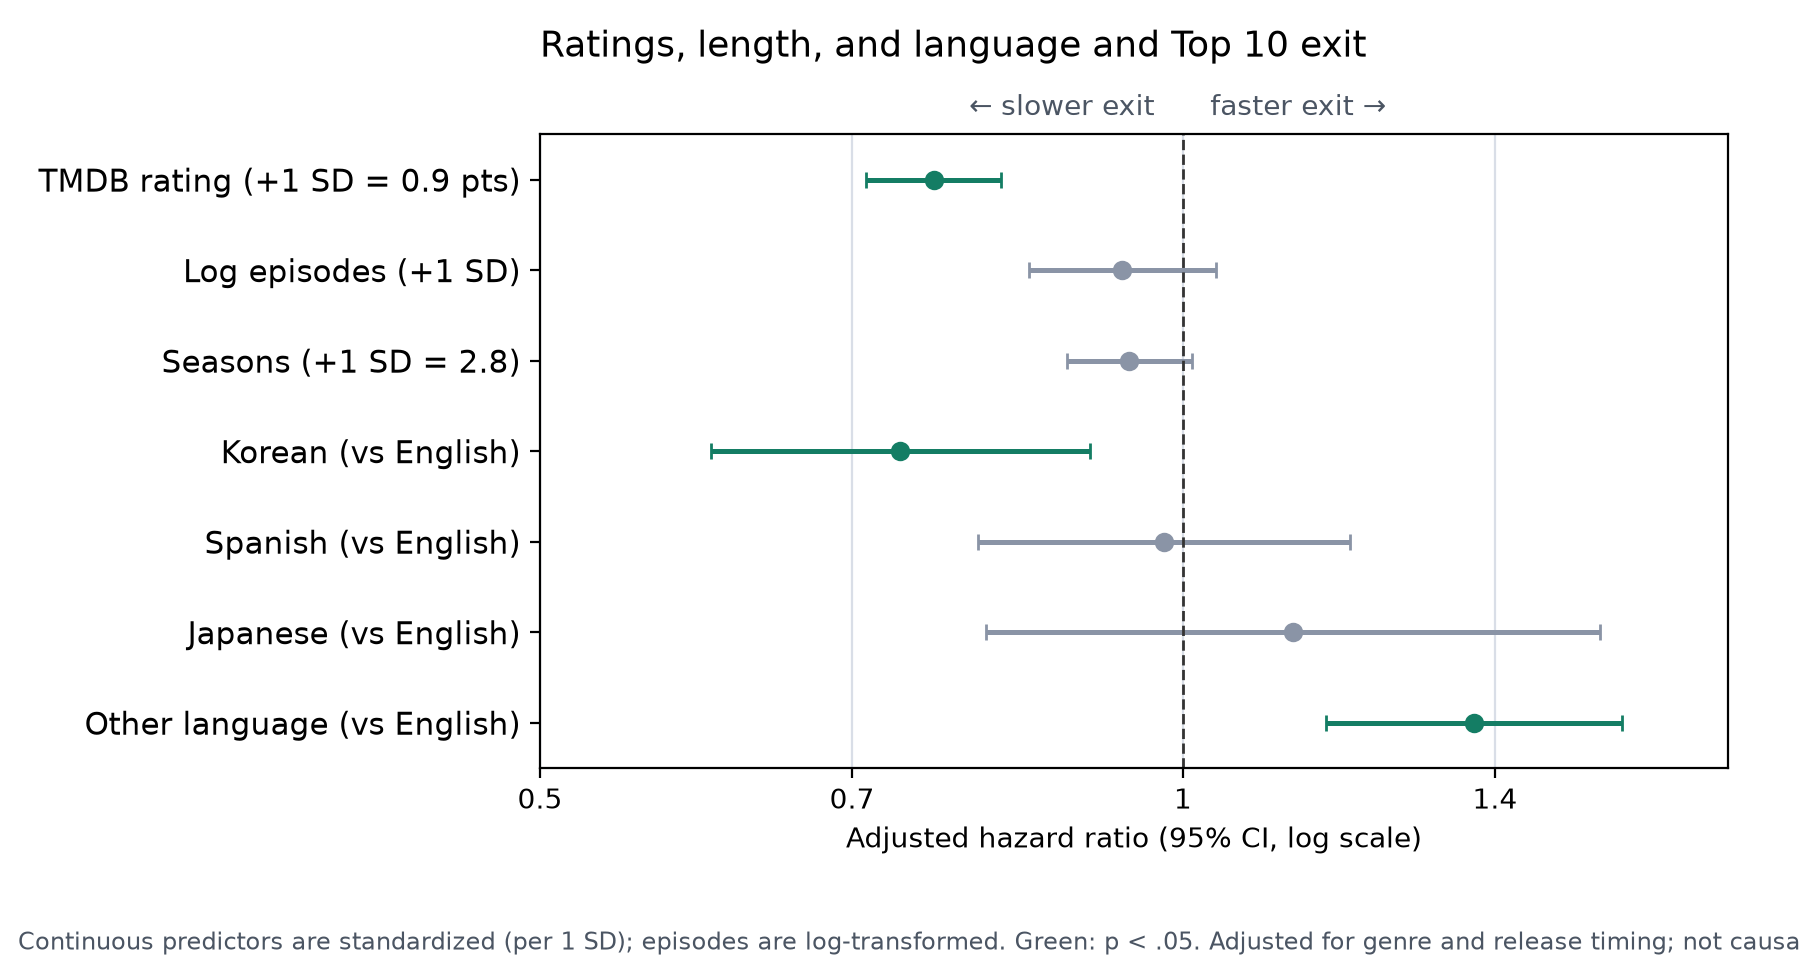 Ratings, length, and language and Top 10 exit
← slower exit faster exit →
TMDB rating (+1 SD = 0.9 pts)
Log episodes (+1 SD)
Seasons (+1 SD = 2.8)
Korean (vs English)
Spanish (vs English)
Japanese (vs English)
Other language (vs English)
0.5 0.7 1 1.4
Adjusted hazard ratio (95% CI, log scale)
Continuous predictors are standardized (per 1 SD); episodes are log-transformed. Green: p < .05. Adjusted for genre and release timing; not causa